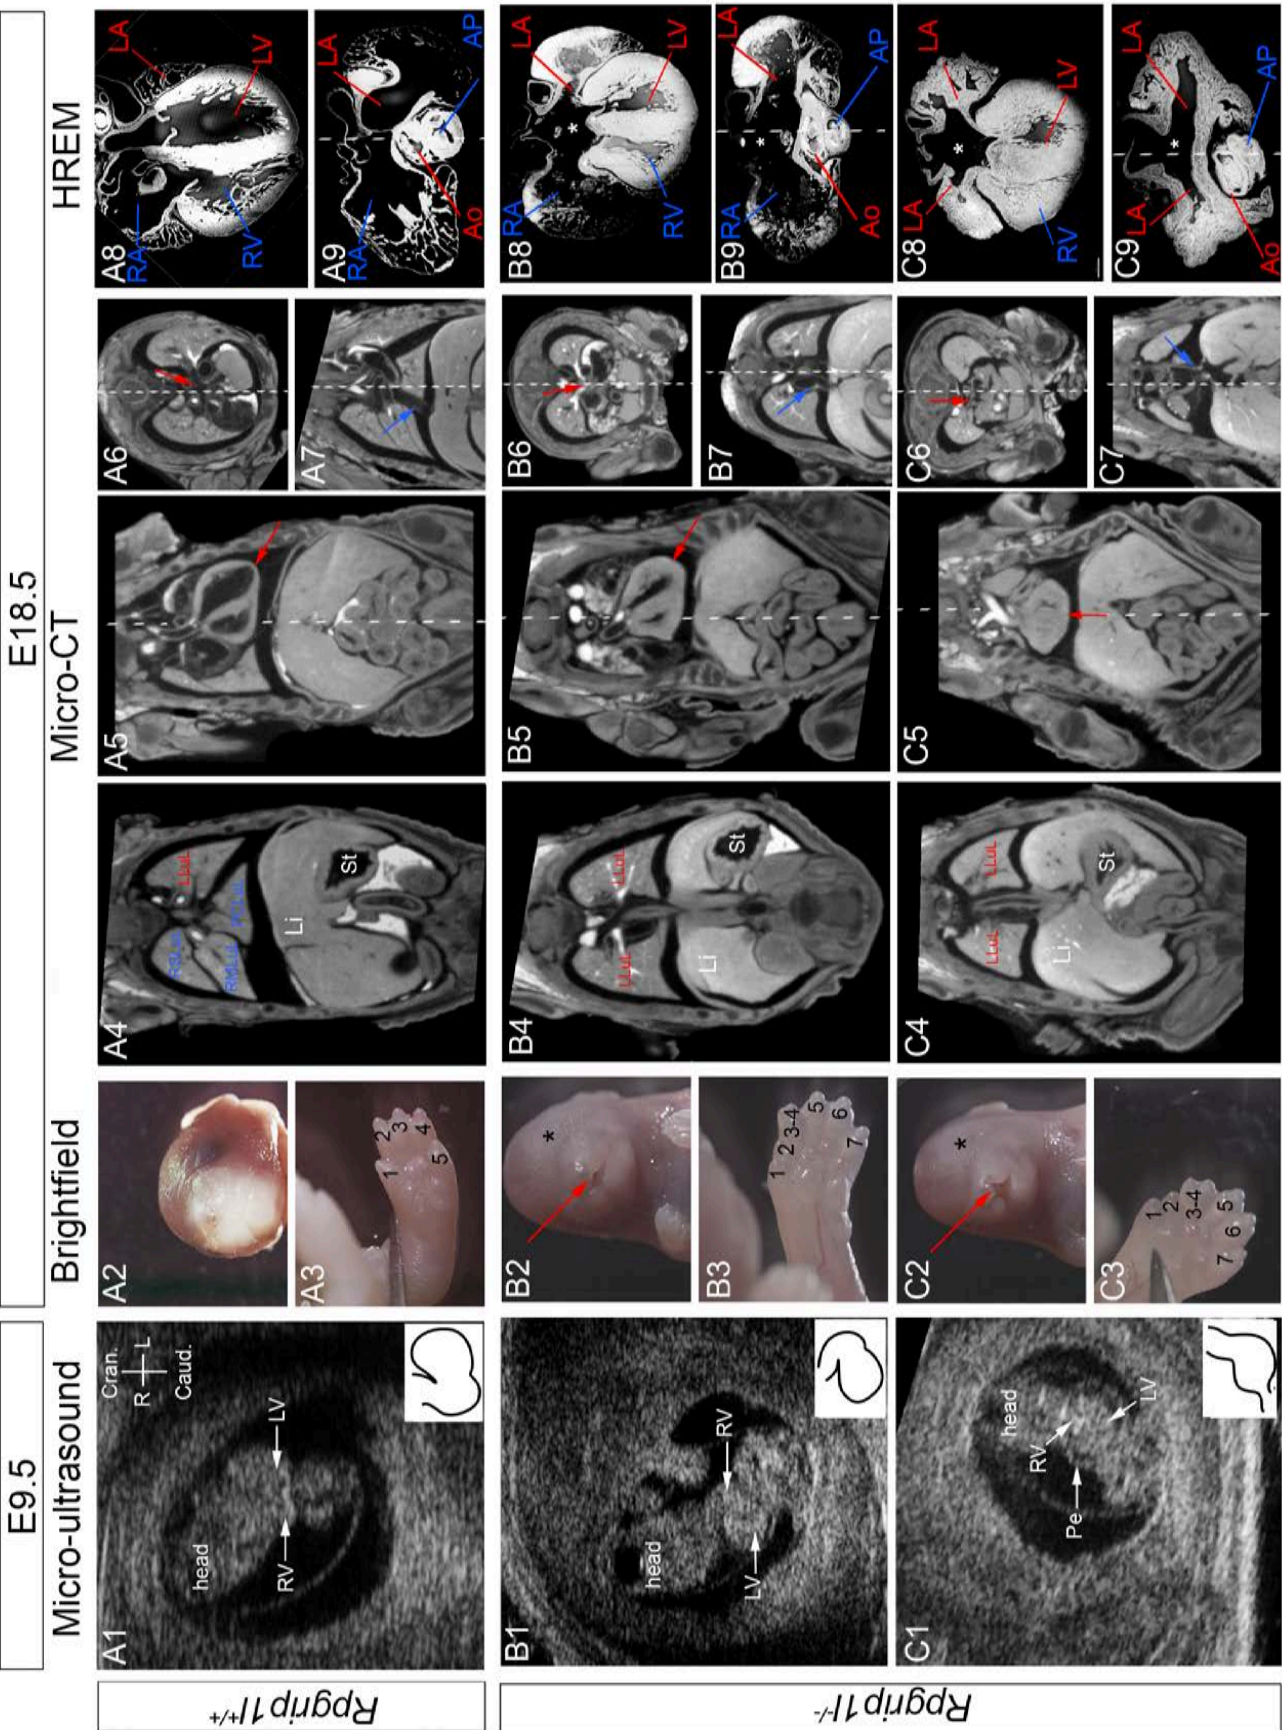 E9.5
E18.5
Micro-ultrasound
Brightfield
Micro-CT
HREM
Rpgrip1l+/+
A1
Cran.
R
L
Caud.
head
RV
LV
A2
A3
1
2
3
4
5
A4
RSLuL
LLuL
RMLuL
Li
St
A5
A6
A7
A8
LA
RA
RV
LV
A9
LA
RA
Ao
AP
Rpgrip1l-/-
B1
head
RV
LV
B2
*
B3
1
2
3-4
5
6
7
B4
LLuL
LLuL
Li
St
B5
B6
B7
B8
LA
RA
*
RV
LV
B9
LA
RA
*
Ao
AP
C1
head
RV
LV
Pe
C2
*
C3
1
2
3-4
5
6
7
C4
LLuL
LLuL
Li
St
C5
C6
C7
C8
LA
LA
*
RV
LV
C9
LA
LA
*
Ao
AP